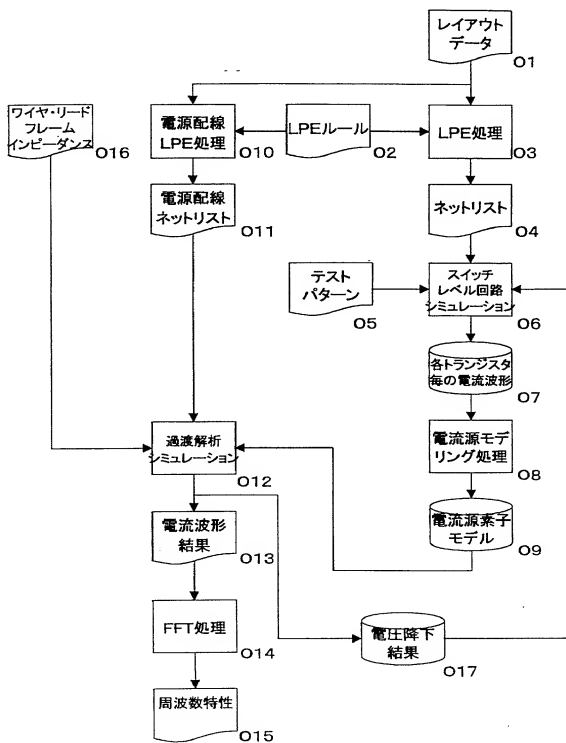 レイアウト
データ
O1
ワイヤ・リード
フレーム
インピーダンス
O16
電源配線
LPE処理
O10
LPEルール
O2
LPE処理
O3
電源配線
ネットリスト
O11
ネットリスト
O4
テスト
パターン
O5
スイッチ
レベル回路
シミュレーション
O6
各トランジスタ
毎の電流波形
O7
過渡解析
シミュレーション
O12
電流源モデ
リング処理
O8
電流波形
結果
O13
電流源素子
モデル
O9
FFT処理
O14
電圧降下
結果
O17
周波数特性
O15